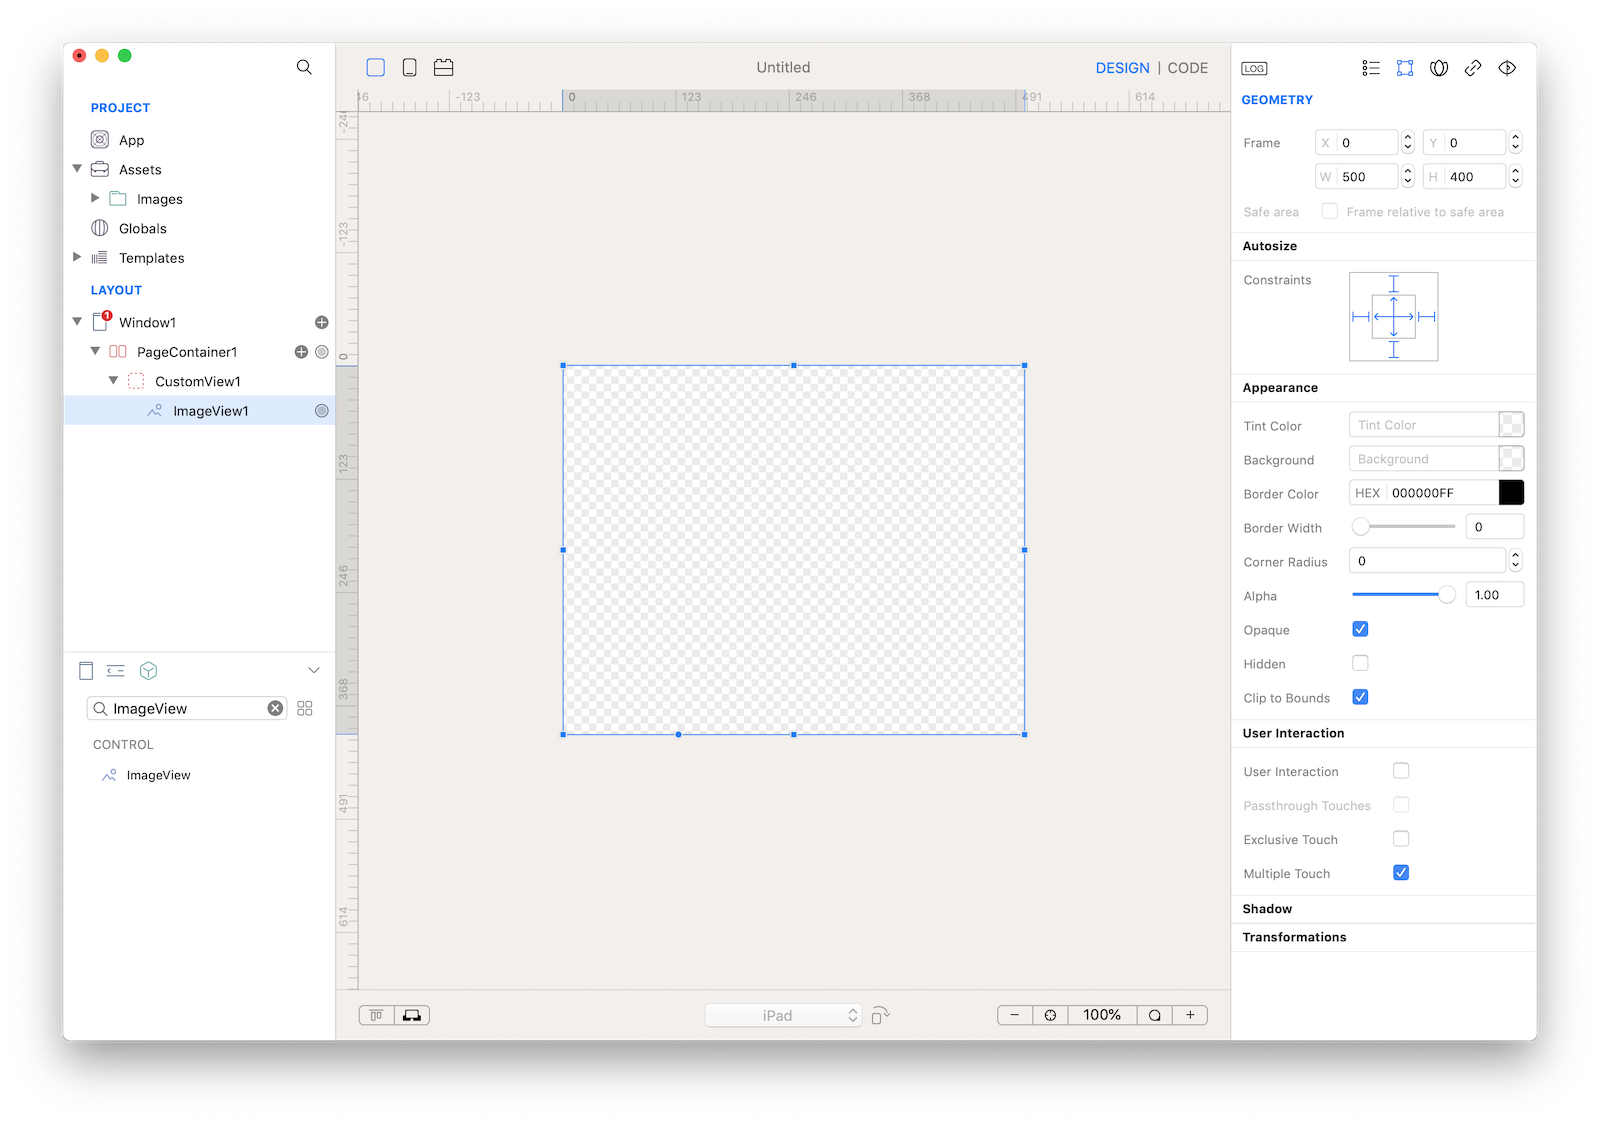 Untitled
DESIGN | CODE
LOG
PROJECT
App
Assets
Images
Globals
Templates
LAYOUT
1
Window1
PageContainer1
CustomView1
ImageView1
ImageView
CONTROL
ImageView
46 -123 0 123 246 368 491 614
-246
-123
0
123
246
368
491
614
iPad
100%
GEOMETRY
Frame X 0 Y 0
W 500 H 400
Safe area Frame relative to safe area
Autosize
Constraints
Appearance
Tint Color Tint Color
Background Background
Border Color HEX 000000FF
Border Width 0
Corner Radius 0
Alpha 1.00
Opaque
Hidden
Clip to Bounds
User Interaction
User Interaction
Passthrough Touches
Exclusive Touch
Multiple Touch
Shadow
Transformations